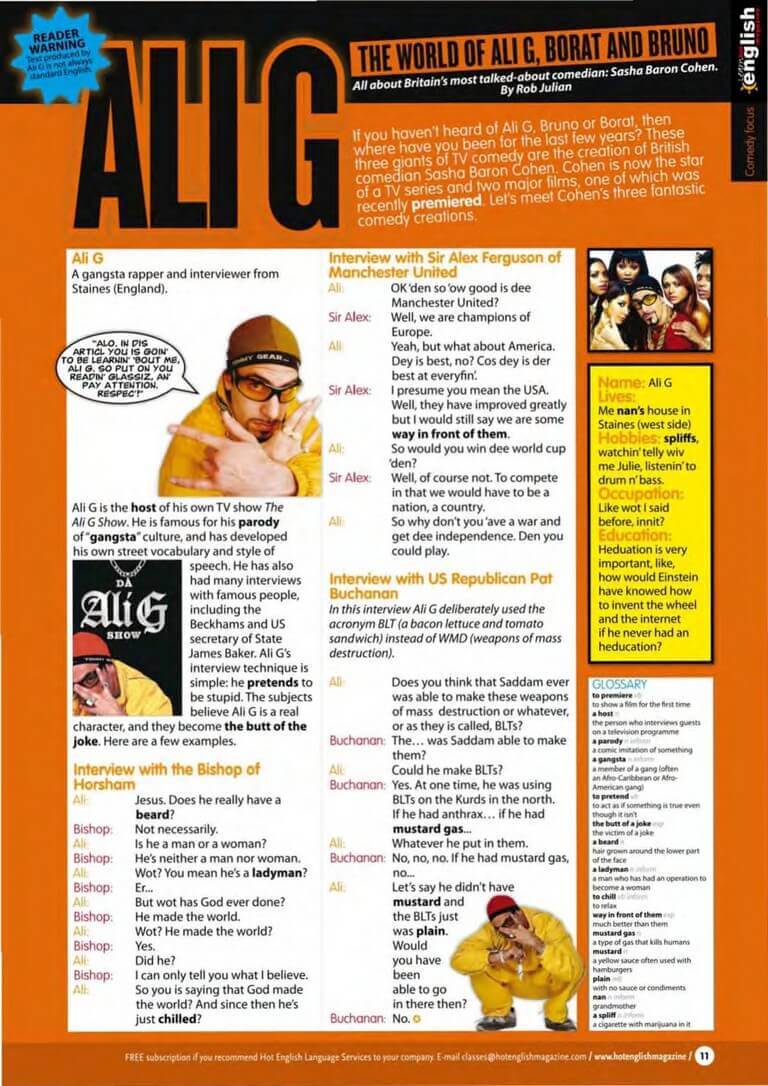 READER
WARNING
Text produced by
Ali G is not always
standard English.
ALI G
THE WORLD OF ALI G, BORAT AND BRUNO
All about Britain's most talked-about comedian: Sasha Baron Cohen.
By Rob Julian
english
Comedy focus
If you haven't heard of Ali G, Bruno or Borat, then
where have you been for the last few years? These
three giants of TV comedy are the creation of British
comedian Sasha Baron Cohen. Cohen is now the star
of a TV series and two major films, one of which was
recently premiered. Let's meet Cohen's three fantastic
comedy creations.
Ali G
A gangsta rapper and interviewer from
Staines (England).
"ALO, IN DIS
ARTICL YOU IS GOIN'
TO BE LEARNIN' 'BOUT ME,
ALI G, SO PUT ON YOU
READIN' GLASSIZ, AN'
PAY ATTENTION.
RESPEC'!"
TOMMY GEAR...
Ali G is the host of his own TV show The
Ali G Show. He is famous for his parody
of "gangsta" culture, and has developed
his own street vocabulary and style of
speech. He has also
had many interviews
with famous people,
including the
Beckhams and US
secretary of State
James Baker. Ali G's
interview technique is
simple: he pretends to
be stupid. The subjects
believe Ali G is a real
character, and they become the butt of the
joke. Here are a few examples.
DA
Ali G
SHOW
Interview with the Bishop of
Horsham
Ali: Jesus. Does he really have a
beard?
Bishop: Not necessarily.
Ali: Is he a man or a woman?
Bishop: He's neither a man nor woman.
Ali: Wot? You mean he's a ladyman?
Bishop: Er...
Ali: But wot has God ever done?
Bishop: He made the world.
Ali: Wot? He made the world?
Bishop: Yes.
Ali: Did he?
Bishop: I can only tell you what I believe.
Ali: So you is saying that God made
the world? And since then he's
just chilled?
Interview with Sir Alex Ferguson of
Manchester United
Ali: OK 'den so 'ow good is dee
Manchester United?
Sir Alex: Well, we are champions of
Europe.
Ali: Yeah, but what about America.
Dey is best, no? Cos dey is der
best at everyfin'.
Sir Alex: I presume you mean the USA.
Well, they have improved greatly
but I would still say we are some
way in front of them.
Ali: So would you win dee world cup
'den?
Sir Alex: Well, of course not. To compete
in that we would have to be a
nation, a country.
Ali: So why don't you 'ave a war and
get dee independence. Den you
could play.
Interview with US Republican Pat
Buchanan
In this interview Ali G deliberately used the
acronym BLT (a bacon lettuce and tomato
sandwich) instead of WMD (weapons of mass
destruction).
Ali: Does you think that Saddam ever
was able to make these weapons
of mass destruction or whatever,
or as they is called, BLTs?
Buchanan: The... was Saddam able to make
them?
Ali: Could he make BLTs?
Buchanan: Yes. At one time, he was using
BLTs on the Kurds in the north.
If he had anthrax... if he had
mustard gas...
Ali: Whatever he put in them.
Buchanan: No, no, no. If he had mustard gas,
no...
Ali: Let's say he didn't have
mustard and
the BLTs just
was plain.
Would
you have
been
able to go
in there then?
Buchanan: No.
Name: Ali G
Lives:
Me nan's house in
Staines (west side)
Hobbies: spliffs,
watchin' telly wiv
me Julie, listenin' to
drum n' bass.
Occupation:
Like wot I said
before, innit?
Education:
Heduation is very
important, like,
how would Einstein
have knowed how
to invent the wheel
and the internet
if he never had an
heducation?
GLOSSARY
to premiere vb
to show a film for the first time
a host n
the person who interviews guests
on a television programme
a parody n inform
a comic imitation of something
a gangsta n inform
a member of a gang (often
an Afro-Caribbean or Afro-
American gang)
to pretend vb
to act as if something is true even
though it isn't
the butt of a joke exp
the victim of a joke
a beard n
hair grown around the lower part
of the face
a ladyman n inform
a man who has had an operation to
become a woman
to chill vb inform
to relax
way in front of them exp
much better than them
mustard gas n
a type of gas that kills humans
mustard n
a yellow sauce often used with
hamburgers
plain adj
with no sauce or condiments
nan n inform
grandmother
a spliff n inform
a cigarette with marijuana in it
FREE subscription if you recommend Hot English Language Services to your company. E-mail classes@hotenglishmagazine.com / www.hotenglishmagazine / 11